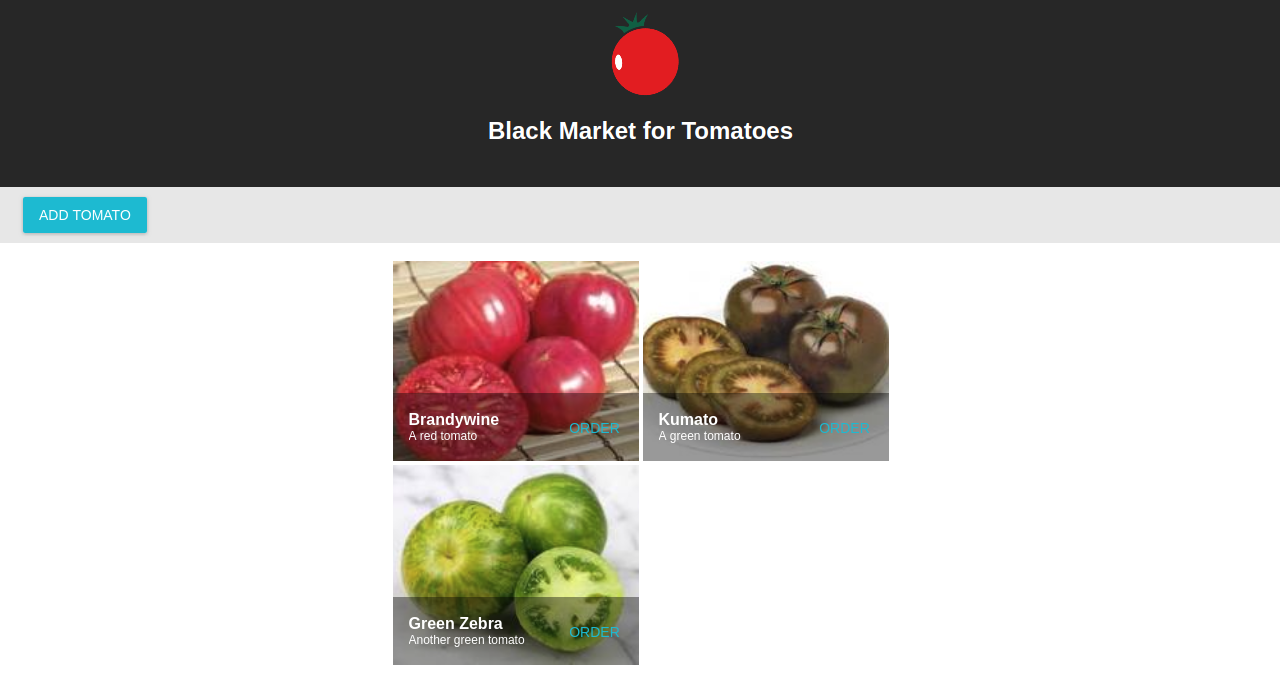 Black Market for Tomatoes
ADD TOMATO
Brandywine
A red tomato
ORDER
Kumato
A green tomato
ORDER
Green Zebra
Another green tomato
ORDER